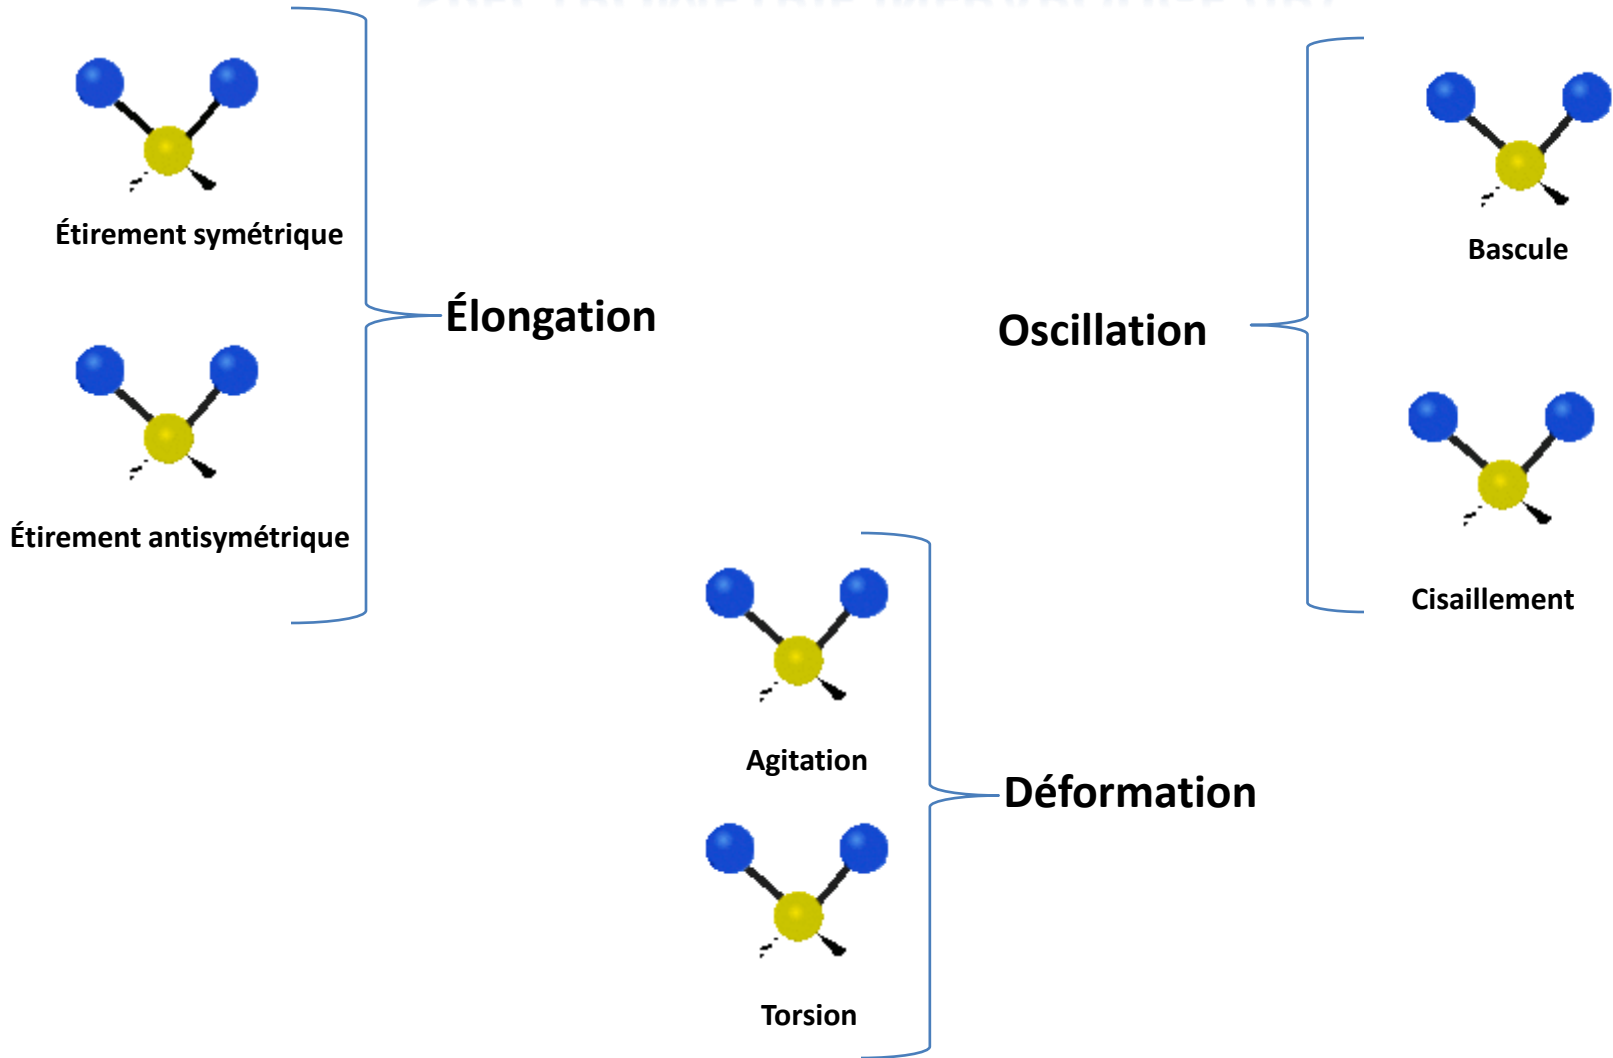 Étirement symétrique
Élongation
Étirement antisymétrique
Bascule
Oscillation
Cisaillement
Agitation
Déformation
Torsion